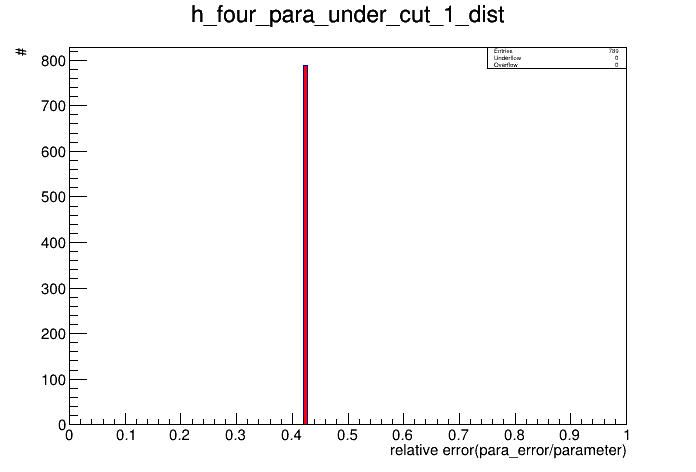 h_four_para_under_cut_1_dist
#
Entries 789
Underflow 0
Overflow 0
800
700
600
500
400
300
200
100
0
0 0.1 0.2 0.3 0.4 0.5 0.6 0.7 0.8 0.9 1
relative error(para_error/parameter)